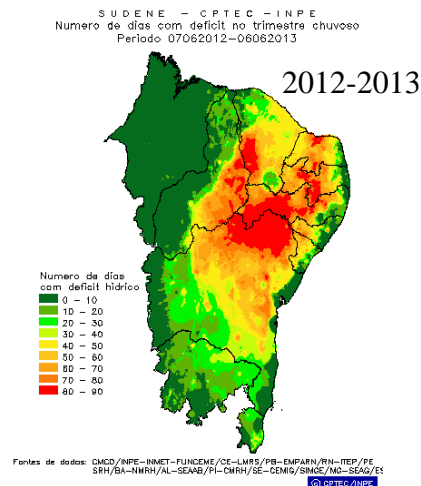 SUDENE - CPTEC - INPE
Numero de dias com deficit no trimestre chuvoso
Periodo 07062012-06062013
2012-2013
Numero de dias
com deficit hidrico
0 - 10
10 - 20
20 - 30
30 - 40
40 - 50
50 - 60
60 - 70
70 - 80
80 - 90
Fontes de dados: CMCD/INPE-INMET-FUNCEME/CE-LMRS/PB-EMPARN/RN-ITEP/PE
SRH/BA-NMRH/AL-SEAAB/PI-CMRH/SE-CEMIG/SIMGE/MG-SEAG/ES
© CPTEC/INPE